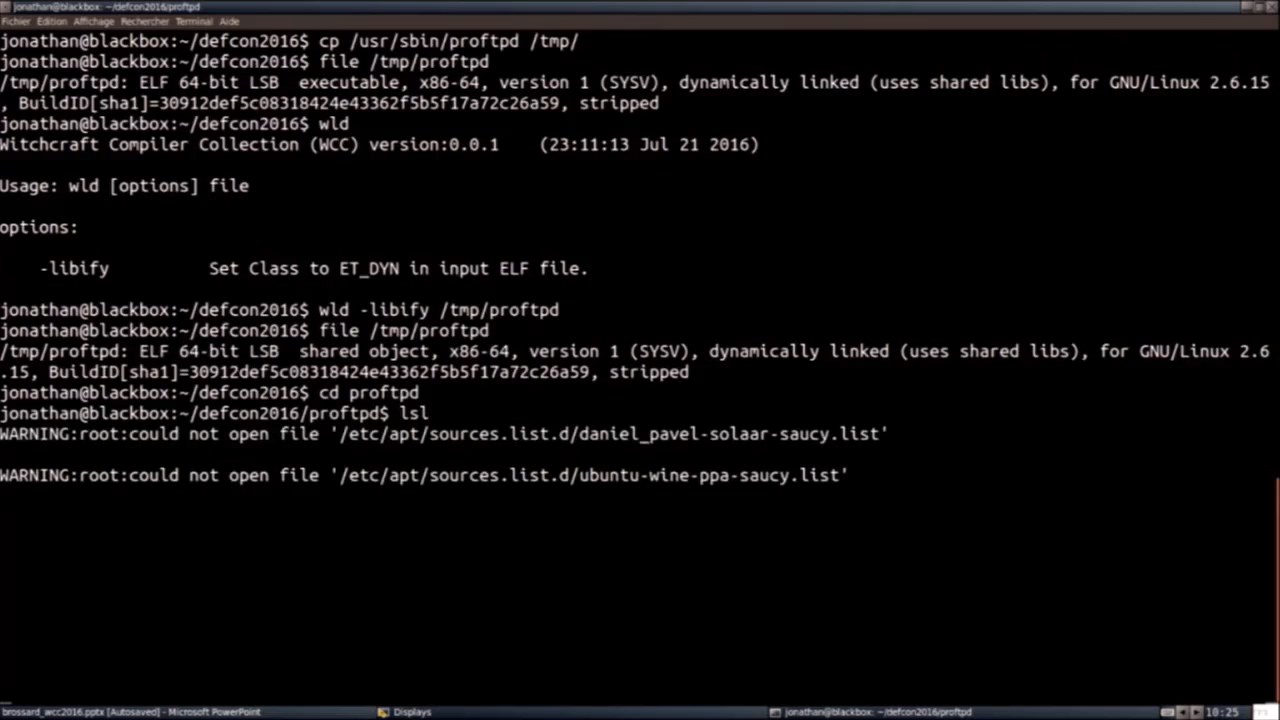 jonathan@blackbox: ~/defcon2016/proftpd
Fichier Édition Affichage Rechercher Terminal Aide
jonathan@blackbox:~/defcon2016$ cp /usr/sbin/proftpd /tmp/
jonathan@blackbox:~/defcon2016$ file /tmp/proftpd
/tmp/proftpd: ELF 64-bit LSB  executable, x86-64, version 1 (SYSV), dynamically linked (uses shared libs), for GNU/Linux 2.6.15
, BuildID[sha1]=30912def5c08318424e43362f5b5f17a72c26a59, stripped
jonathan@blackbox:~/defcon2016$ wld
Witchcraft Compiler Collection (WCC) version:0.0.1    (23:11:13 Jul 21 2016)
Usage: wld [options] file
options:
    -libify          Set Class to ET_DYN in input ELF file.
jonathan@blackbox:~/defcon2016$ wld -libify /tmp/proftpd
jonathan@blackbox:~/defcon2016$ file /tmp/proftpd
/tmp/proftpd: ELF 64-bit LSB  shared object, x86-64, version 1 (SYSV), dynamically linked (uses shared libs), for GNU/Linux 2.6
.15, BuildID[sha1]=30912def5c08318424e43362f5b5f17a72c26a59, stripped
jonathan@blackbox:~/defcon2016$ cd proftpd
jonathan@blackbox:~/defcon2016/proftpd$ lsl
WARNING:root:could not open file '/etc/apt/sources.list.d/daniel_pavel-solaar-saucy.list'
WARNING:root:could not open file '/etc/apt/sources.list.d/ubuntu-wine-ppa-saucy.list'
brossard_wcc2016.pptx [Autosaved] - Microsoft PowerPoint Displays jonathan@blackbox: ~/defcon2016/proftpd 10:25